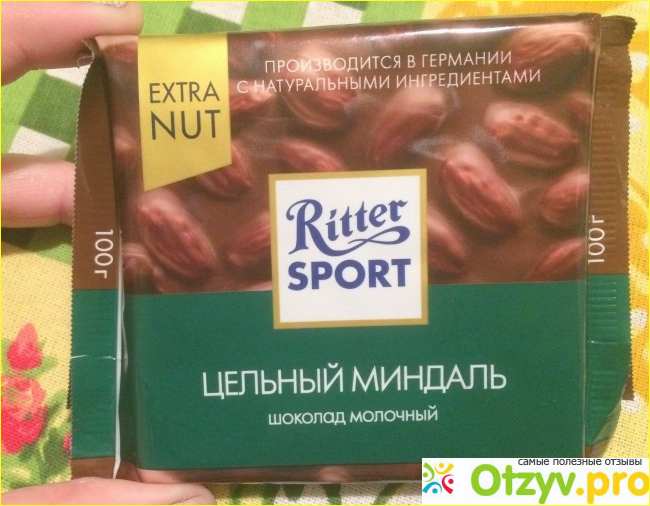 ПРОИЗВОДИТСЯ В ГЕРМАНИИ
С НАТУРАЛЬНЫМИ ИНГРЕДИЕНТАМИ
EXTRA
NUT
Ritter
SPORT
100г
100г
ЦЕЛЬНЫЙ МИНДАЛЬ
ШОКОЛАД МОЛОЧНЫЙ
самые полезные отзывы
Otzyv.pro